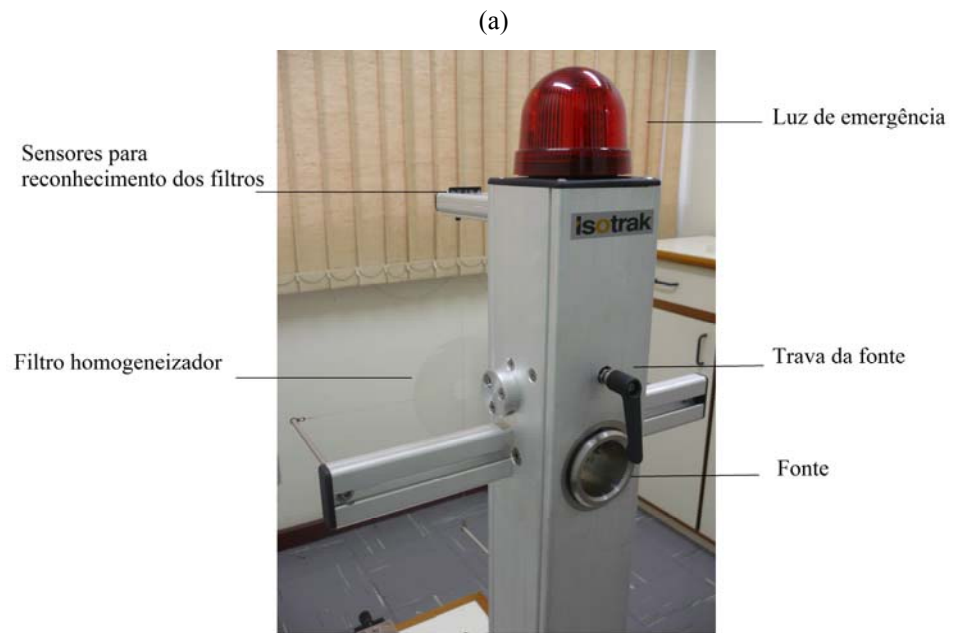 (a)
Luz de emergência
Sensores para
reconhecimento dos filtros
isotrak
Filtro homogeneizador
Trava da fonte
Fonte